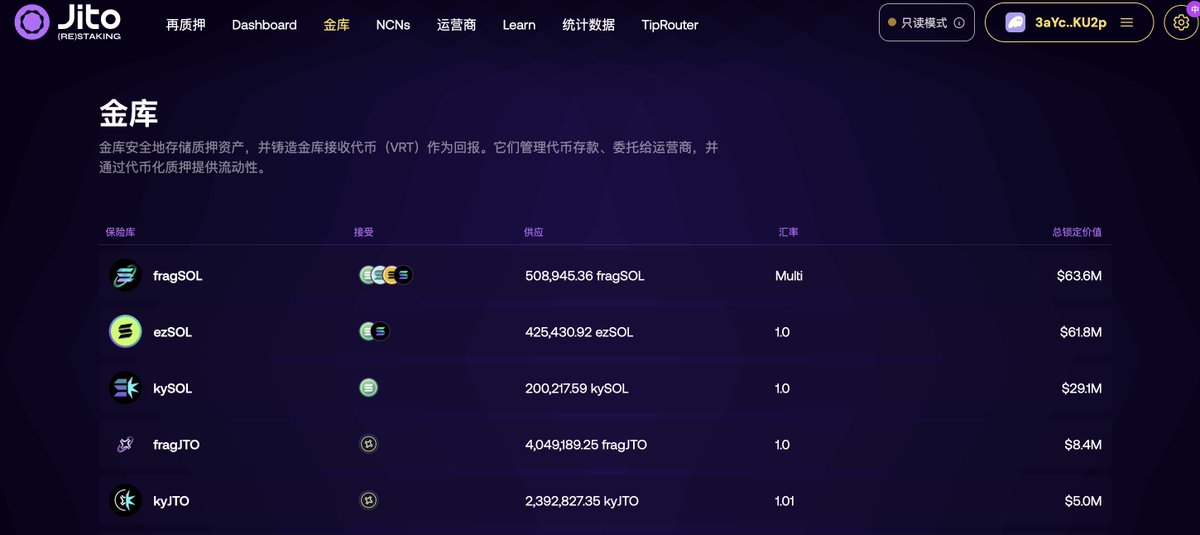 Jito
(RE)STAKING
再质押 Dashboard 金库 NCNs 运营商 Learn 统计数据 TipRouter
只读模式 3aYc..KU2p 中
金库
金库安全地存储质押资产，并铸造金库接收代币（VRT）作为回报。它们管理代币存款、委托给运营商，并
通过代币化质押提供流动性。
保险库 接受 供应 汇率 总锁定价值
fragSOL 508,945.36 fragSOL Multi $63.6M
ezSOL 425,430.92 ezSOL 1.0 $61.8M
kySOL 200,217.59 kySOL 1.0 $29.1M
fragJTO 4,049,189.25 fragJTO 1.0 $8.4M
kyJTO 2,392,827.35 kyJTO 1.01 $5.0M